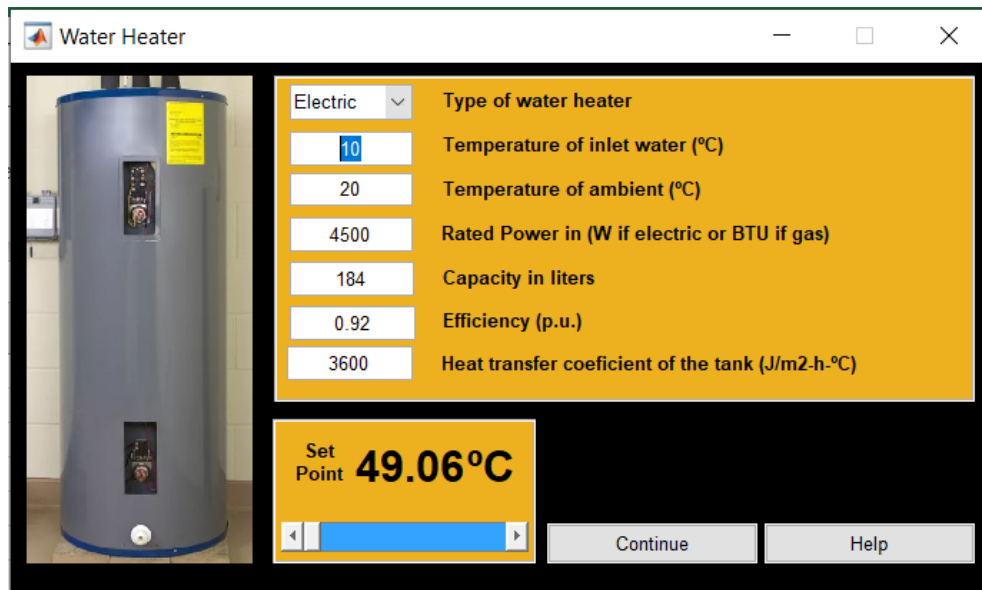 Water Heater
Electric Type of water heater
10 Temperature of inlet water (ºC)
20 Temperature of ambient (ºC)
4500 Rated Power in (W if electric or BTU if gas)
184 Capacity in liters
0.92 Efficiency (p.u.)
3600 Heat transfer coeficient of the tank (J/m2-h-ºC)
Set
Point 49.06ºC
Continue Help